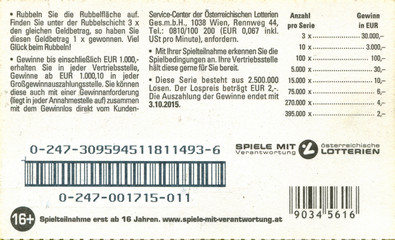 • Rubbeln Sie die Rubbelfläche auf.
Finden Sie unter der Rubbelschicht 3 x
den gleichen Geldbetrag, so haben Sie
diesen Geldbetrag 1 x gewonnen. Viel
Glück beim Rubbeln!
• Gewinne bis einschließlich EUR 1.000,-
erhalten Sie in jeder Vertriebsstelle,
Gewinne ab EUR 1.000,10 in jeder
Großgewinnauszahlungsstelle. Sie können
diese auch mit einer Gewinnanforderung
(liegt in jeder Annahmestelle auf) zusammen
mit dem Gewinnlos direkt vom Kunden-
Service-Center der Österreichischen Lotterien
Ges.m.b.H., 1038 Wien, Rennweg 44,
Tel.: 0810/100 200 (EUR 0,067 inkl.
USt pro Minute), anfordern.
• Mit Ihrer Spielteilnahme erkennen Sie die
Spielbedingungen an. Ihre Vertriebsstelle
hält diese gerne für Sie bereit.
• Diese Serie besteht aus 2.500.000
Losen. Der Lospreis beträgt EUR 2,-.
Die Auszahlung der Gewinne endet mit
3.10.2015.
Anzahl Gewinne
pro Serie in EUR
3 x 30.000,-
10 x 3.000,-
100 x 100,-
5.000 x 30,-
15.000 x 10,-
75.000 x 6,-
270.000 x 4,-
395.000 x 2,-
SPIELE MIT
Verantwortung
österreichische
LOTTERIEN
0-247-309594511811493-6
0-247-001715-011
16+
Spielteilnahme erst ab 16 Jahren. www.spiele-mit-verantwortung.at
9034 5616